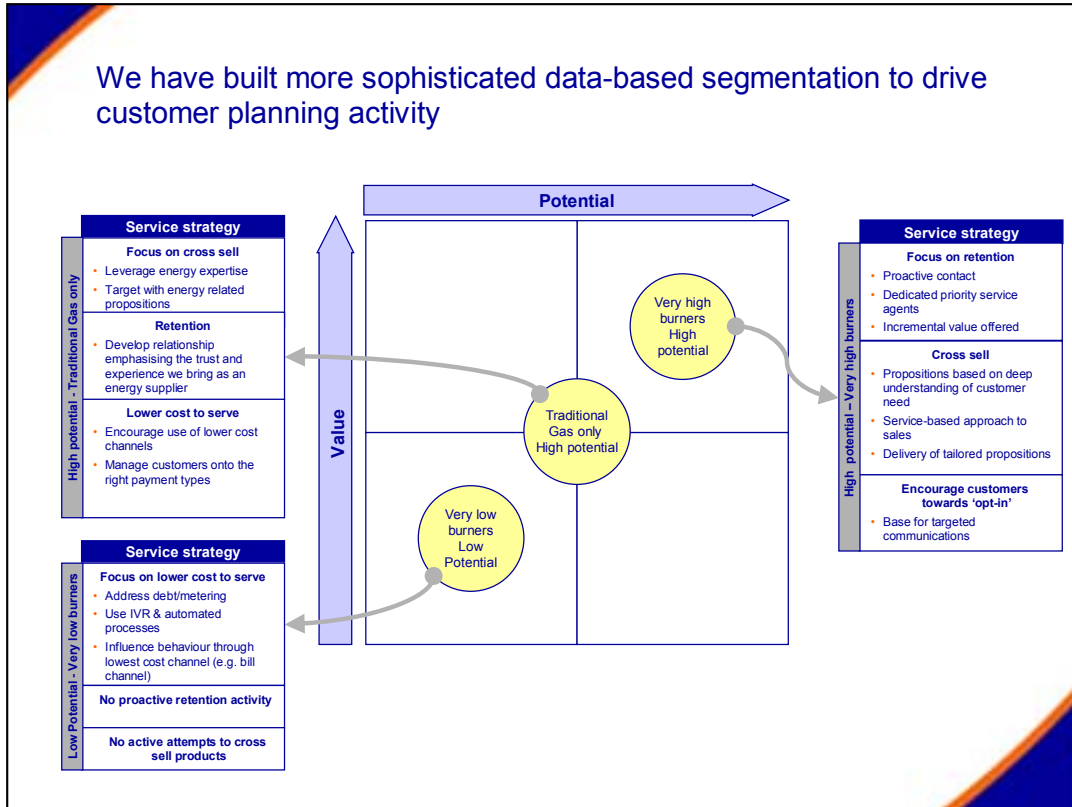 We have built more sophisticated data-based segmentation to drive
customer planning activity
Potential
Value
Service strategy
High potential - Traditional Gas only
Focus on cross sell
• Leverage energy expertise
• Target with energy related
propositions
Retention
• Develop relationship
emphasising the trust and
experience we bring as an
energy supplier
Lower cost to serve
• Encourage use of lower cost
channels
• Manage customers onto the
right payment types
Service strategy
Low Potential - Very low burners
Focus on lower cost to serve
• Address debt/metering
• Use IVR & automated
processes
• Influence behaviour through
lowest cost channel (e.g. bill
channel)
No proactive retention activity
No active attempts to cross
sell products
Very high
burners
High
potential
Traditional
Gas only
High potential
Very low
burners
Low
Potential
Service strategy
High potential – Very high burners
Focus on retention
• Proactive contact
• Dedicated priority service
agents
• Incremental value offered
Cross sell
• Propositions based on deep
understanding of customer
need
• Service-based approach to
sales
• Delivery of tailored propositions
Encourage customers
towards ‘opt-in’
• Base for targeted
communications